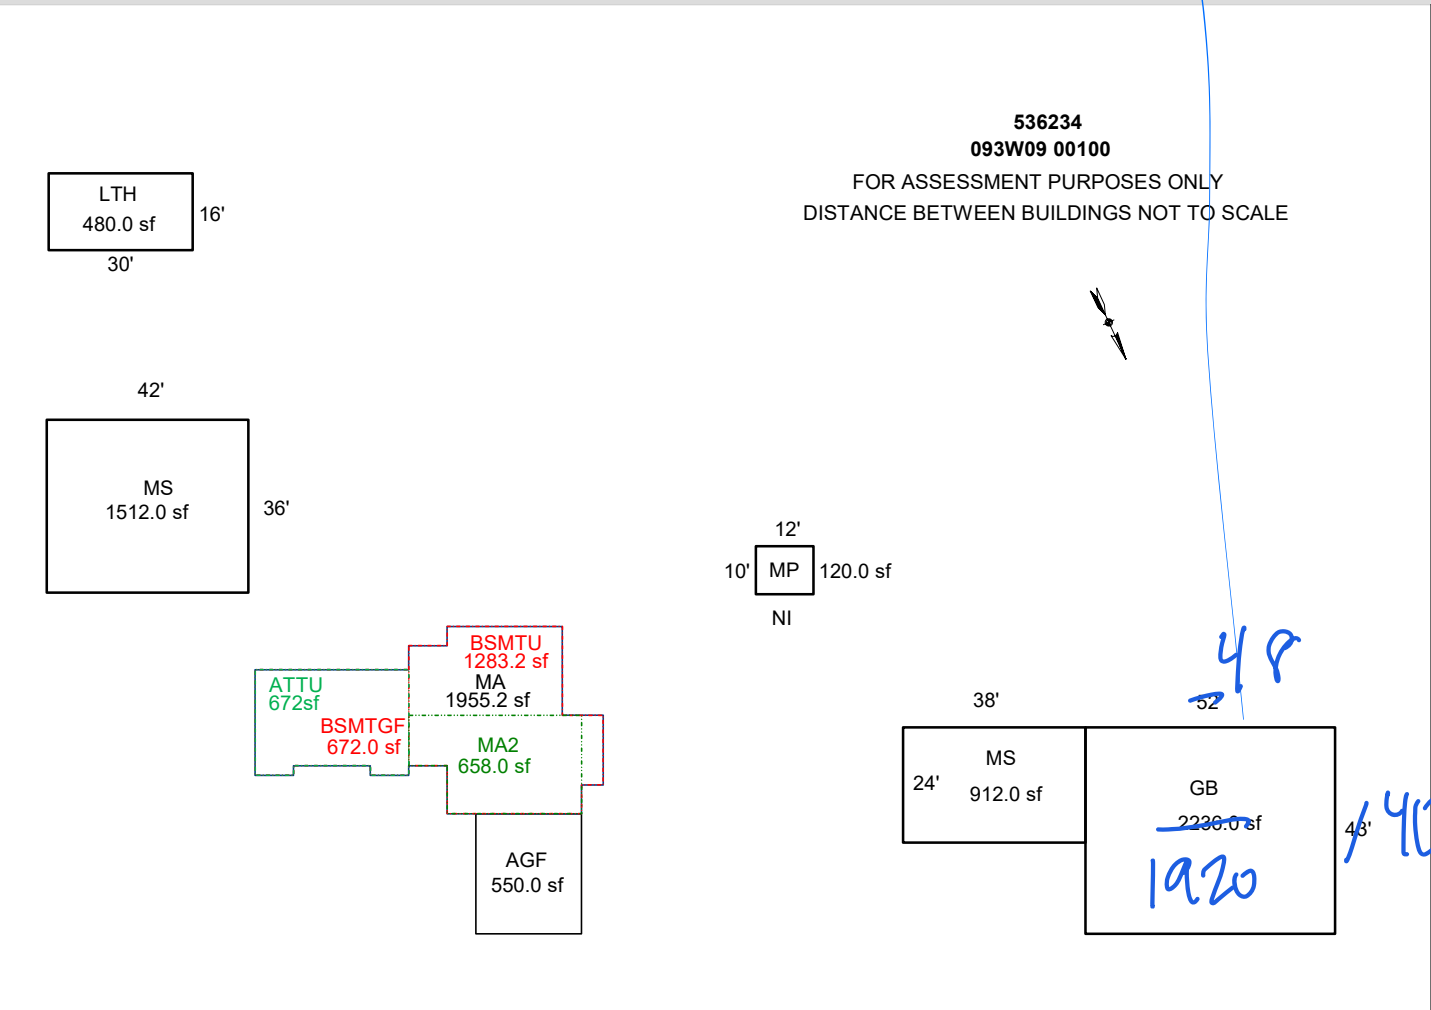 536234
093W09 00100
FOR ASSESSMENT PURPOSES ONLY
DISTANCE BETWEEN BUILDINGS NOT TO SCALE
LTH
480.0 sf
16'
30'
42'
MS
1512.0 sf
36'
12'
10'
MP
120.0 sf
NI
BSMTU
1283.2 sf
MA
1955.2 sf
ATTU
672sf
BSMTGF
672.0 sf
MA2
658.0 sf
AGF
550.0 sf
38'
MS
24'
912.0 sf
48
52'
GB
2236.0 sf
1920
43'
40